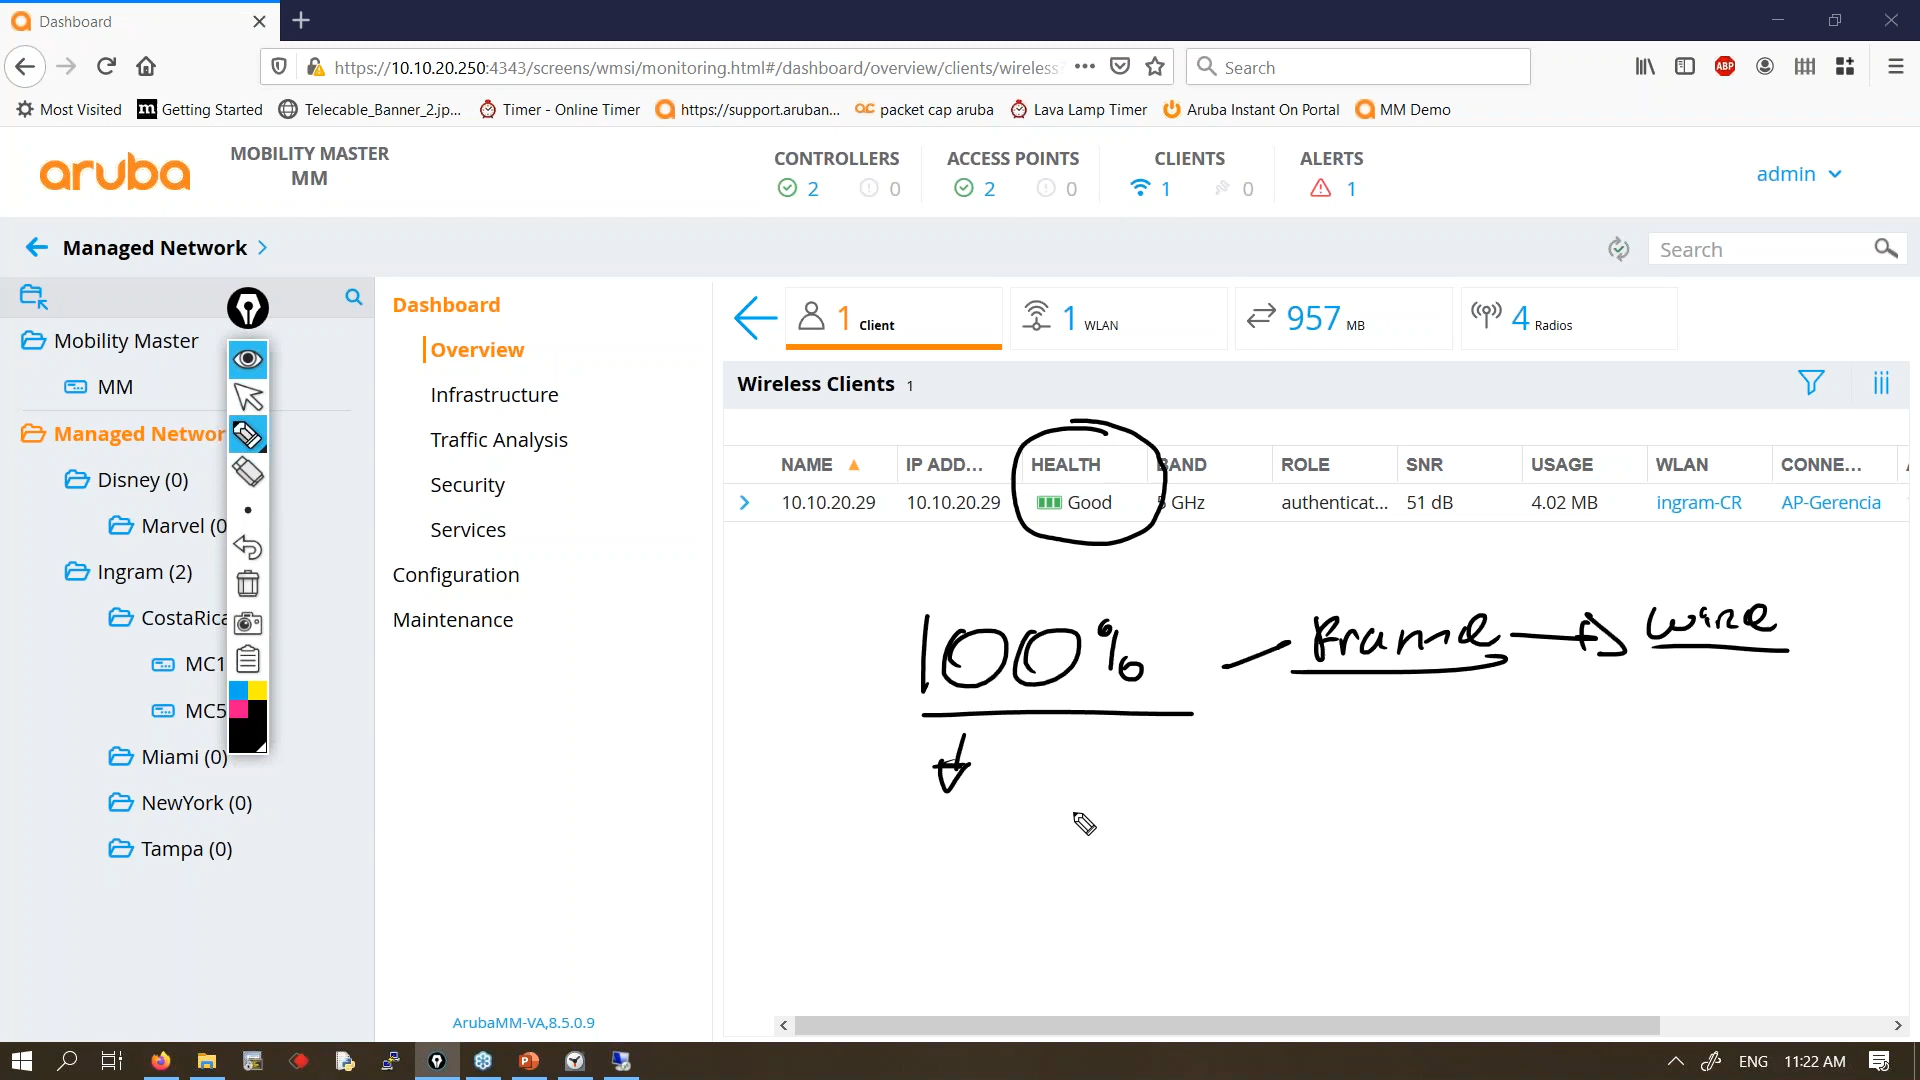 Dashboard
https://10.10.20.250:4343/screens/wmsi/monitoring.html#/dashboard/overview/clients/wireless?
Search
Most Visited
Getting Started
Telecable_Banner_2.jp...
Timer - Online Timer
https://support.aruban...
packet cap aruba
Lava Lamp Timer
Aruba Instant On Portal
MM Demo
aruba
MOBILITY MASTER
MM
CONTROLLERS
2 0
ACCESS POINTS
2 0
CLIENTS
1 0
ALERTS
1
admin
Managed Network
Search
Mobility Master
MM
Managed Networ
Disney (0)
Marvel (0
Ingram (2)
CostaRica
MC1
MC5
Miami (0)
NewYork (0)
Tampa (0)
Dashboard
Overview
Infrastructure
Traffic Analysis
Security
Services
Configuration
Maintenance
ArubaMM-VA,8.5.0.9
1 Client
1 WLAN
957 MB
4 Radios
Wireless Clients 1
NAME IP ADD... HEALTH BAND ROLE SNR USAGE WLAN CONNE...
10.10.20.29 10.10.20.29 Good 5 GHz authenticat... 51 dB 4.02 MB ingram-CR AP-Gerencia
100% Frame wire
ABP
ENG 11:22 AM